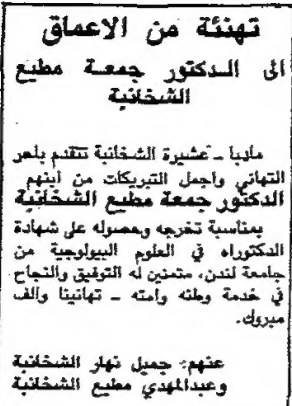 تهنئة من الاعماق
الى الدكتور جمعة مطيع
الشخانبة
مادبا - عشيرة الشخانبة تتقدم باحر
التهاني واجمل التبريكات من ابنهم
الدكتور جمعة مطيع الشخانبة
بمناسبة تخرجه وحصوله على شهادة
الدكتوراه في العلوم البيولوجية من
جامعة لندن، متمنين له التوفيق والنجاح
في خدمة وطنه وامته - تهانينا والف
مبروك.
عنهم: جميل نهار الشخانبة
وعبدالمهدي مطيع الشخانبة